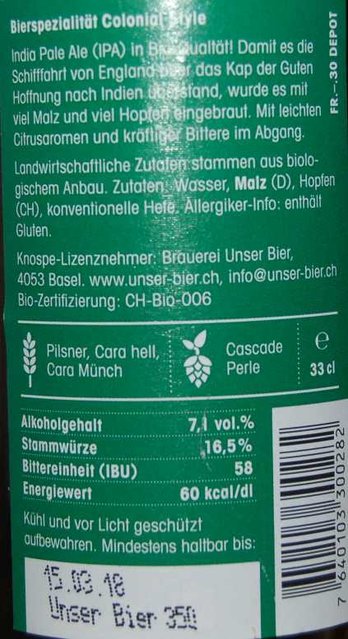 Bierspezialität Colonial Style
India Pale Ale (IPA) in Bio-Qualität! Damit es die
Schifffahrt von England über das Kap der Guten
Hoffnung nach Indien überstand, wurde es mit
viel Malz und viel Hopfen eingebraut. Mit leichten
Citrusaromen und kräftiger Bittere im Abgang.
FR.–.30 DEPOT
Landwirtschaftliche Zutaten stammen aus biolo-
gischem Anbau. Zutaten: Wasser, Malz (D), Hopfen
(CH), konventionelle Hefe. Allergiker-Info: enthält
Gluten.
Knospe-Lizenznehmer: Brauerei Unser Bier,
4053 Basel. www.unser-bier.ch, info@unser-bier.ch
Bio-Zertifizierung: CH-Bio-006
Pilsner, Cara hell,
Cara Münch
Cascade
Perle
e
33 cl
Alkoholgehalt 7,1 vol.%
Stammwürze 16,5%
Bittereinheit (IBU) 58
Energiewert 60 kcal/dl
Kühl und vor Licht geschützt
aufbewahren. Mindestens haltbar bis:
15.03.18
Unser Bier 350
7640103300282